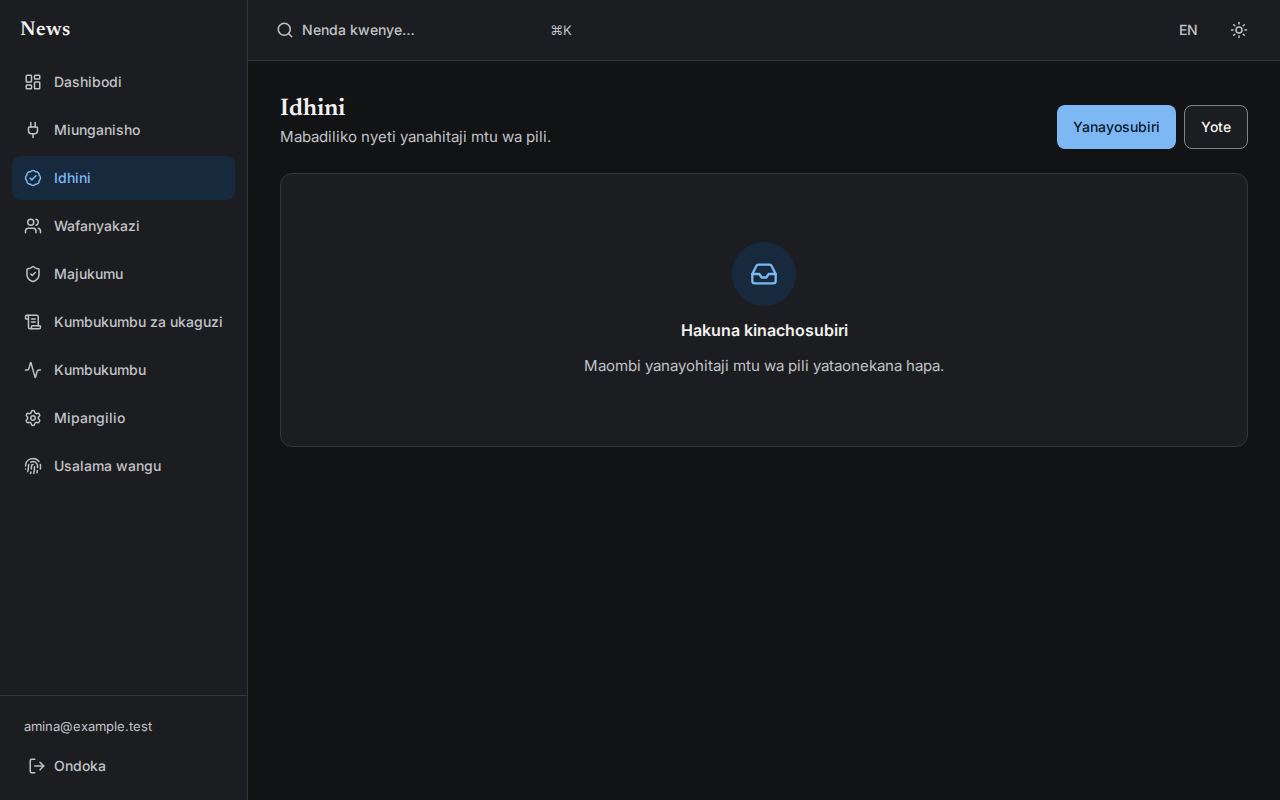 News
Nenda kwenye...
⌘K
EN
Dashibodi
Miunganisho
Idhini
Wafanyakazi
Majukumu
Kumbukumbu za ukaguzi
Kumbukumbu
Mipangilio
Usalama wangu
amina@example.test
Ondoka
Idhini
Mabadiliko nyeti yanahitaji mtu wa pili.
Yanayosubiri
Yote
Hakuna kinachosubiri
Maombi yanayohitaji mtu wa pili yataonekana hapa.